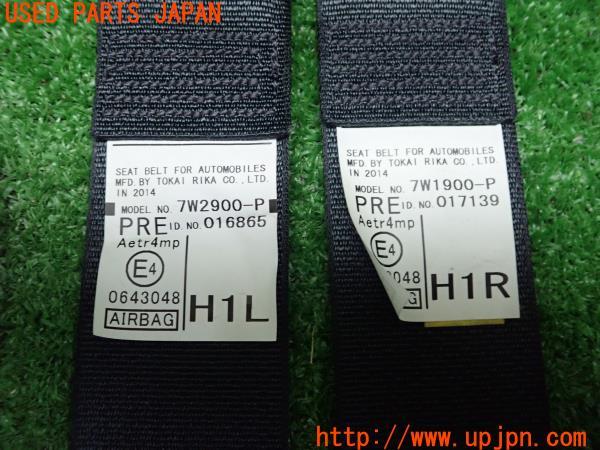 USED PARTS JAPAN
SEAT BELT FOR AUTOMOBILES
MFD. BY TOKAI RIKA CO., LTD.
IN 2014
MODEL NO. 7W2900-P
PRE ID. NO. 016865
Aetr4mp
E4
0643048
AIRBAG
H1L
SEAT BELT FOR AUTOMOBILES
MFD. BY TOKAI RIKA CO., LTD.
IN 2014
MODEL NO. 7W1900-P
PRE ID. NO. 017139
Aetr4mp
E4
048
H1R
http://www.upjpn.com/